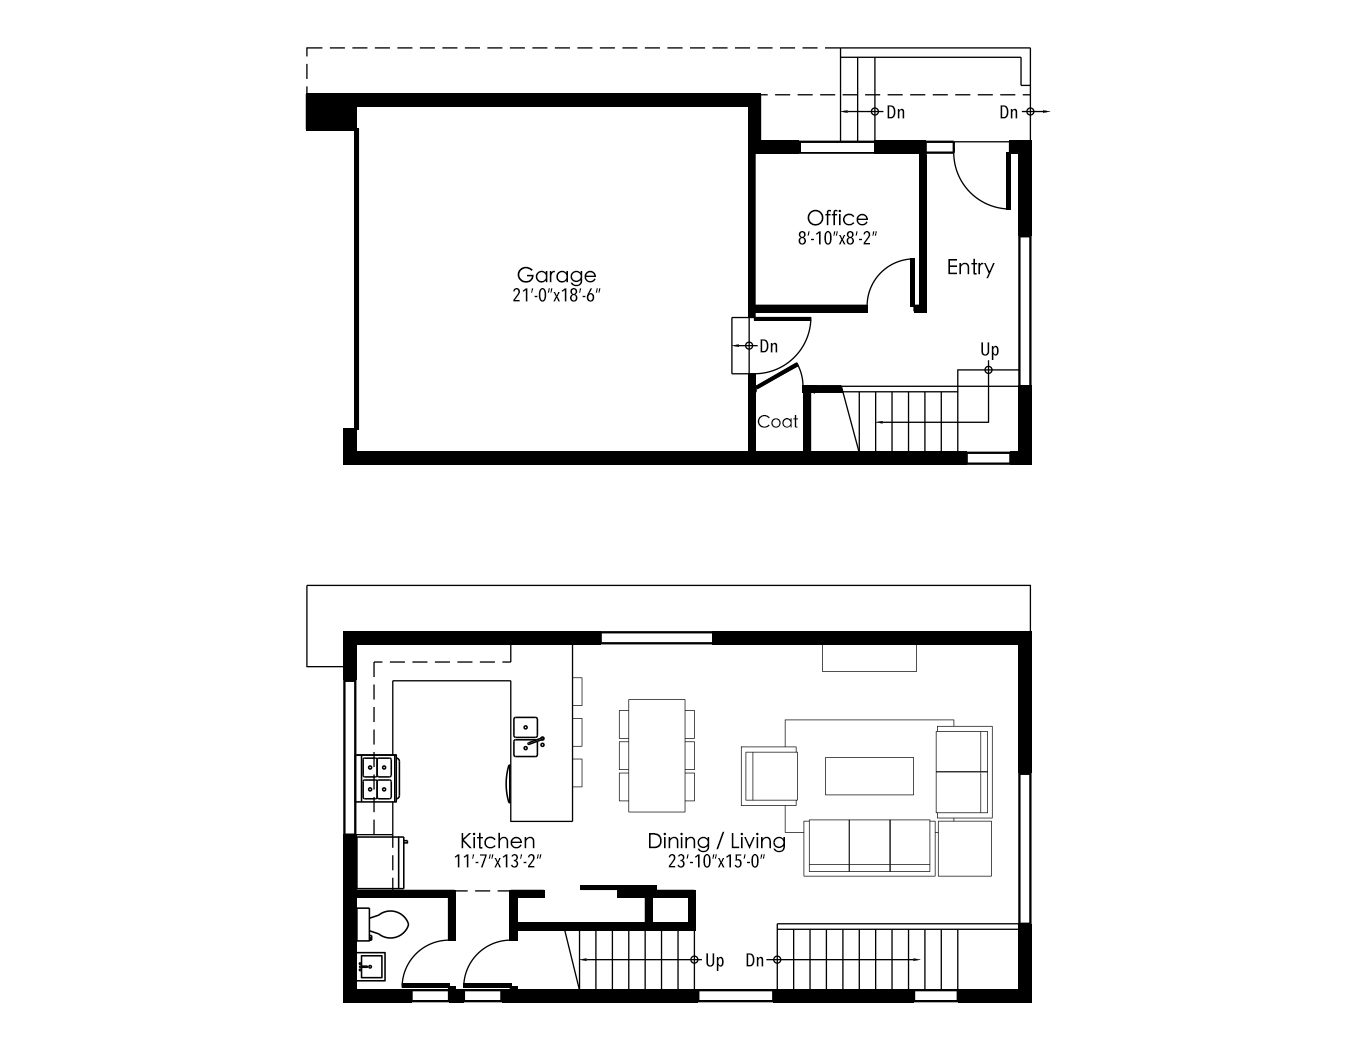 Dn
Dn
Office
8'-10"x8'-2"
Entry
Garage
21'-0"x18'-6"
Dn
Up
Coat
Kitchen
11'-7"x13'-2"
Dining / Living
23'-10"x15'-0"
Up
Dn